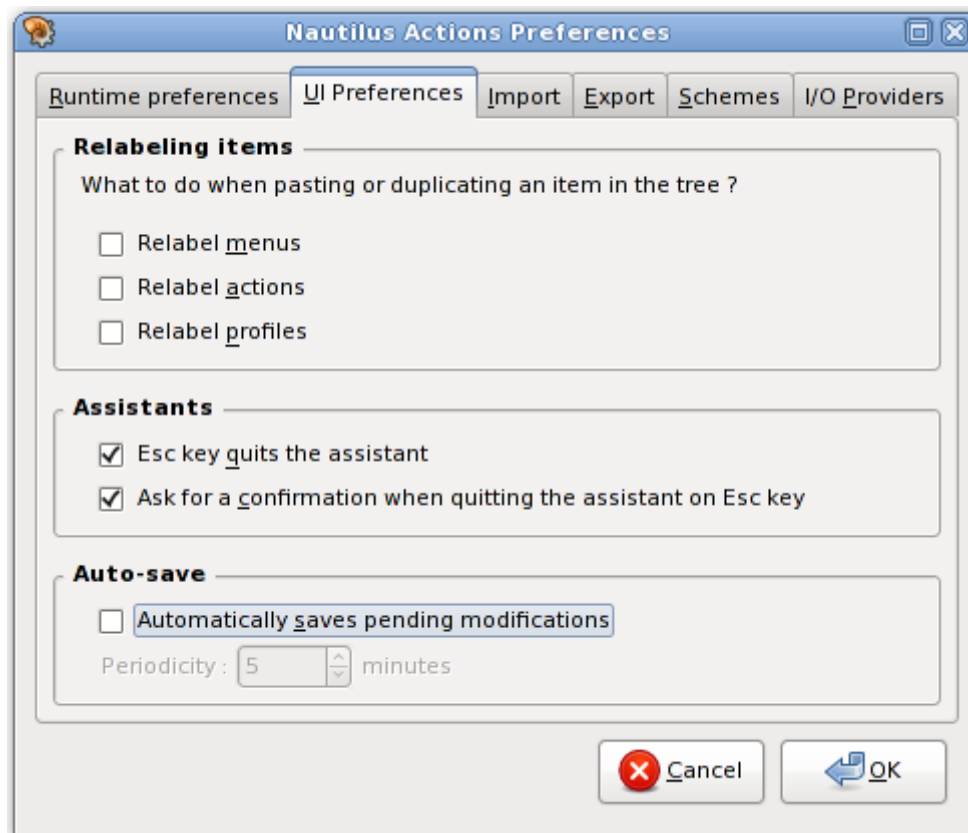 Nautilus Actions Preferences
Runtime preferences UI Preferences Import Export Schemes I/O Providers
Relabeling items
What to do when pasting or duplicating an item in the tree ?
Relabel menus
Relabel actions
Relabel profiles
Assistants
Esc key quits the assistant
Ask for a confirmation when quitting the assistant on Esc key
Auto-save
Automatically saves pending modifications
Periodicity : 5 minutes
Cancel OK